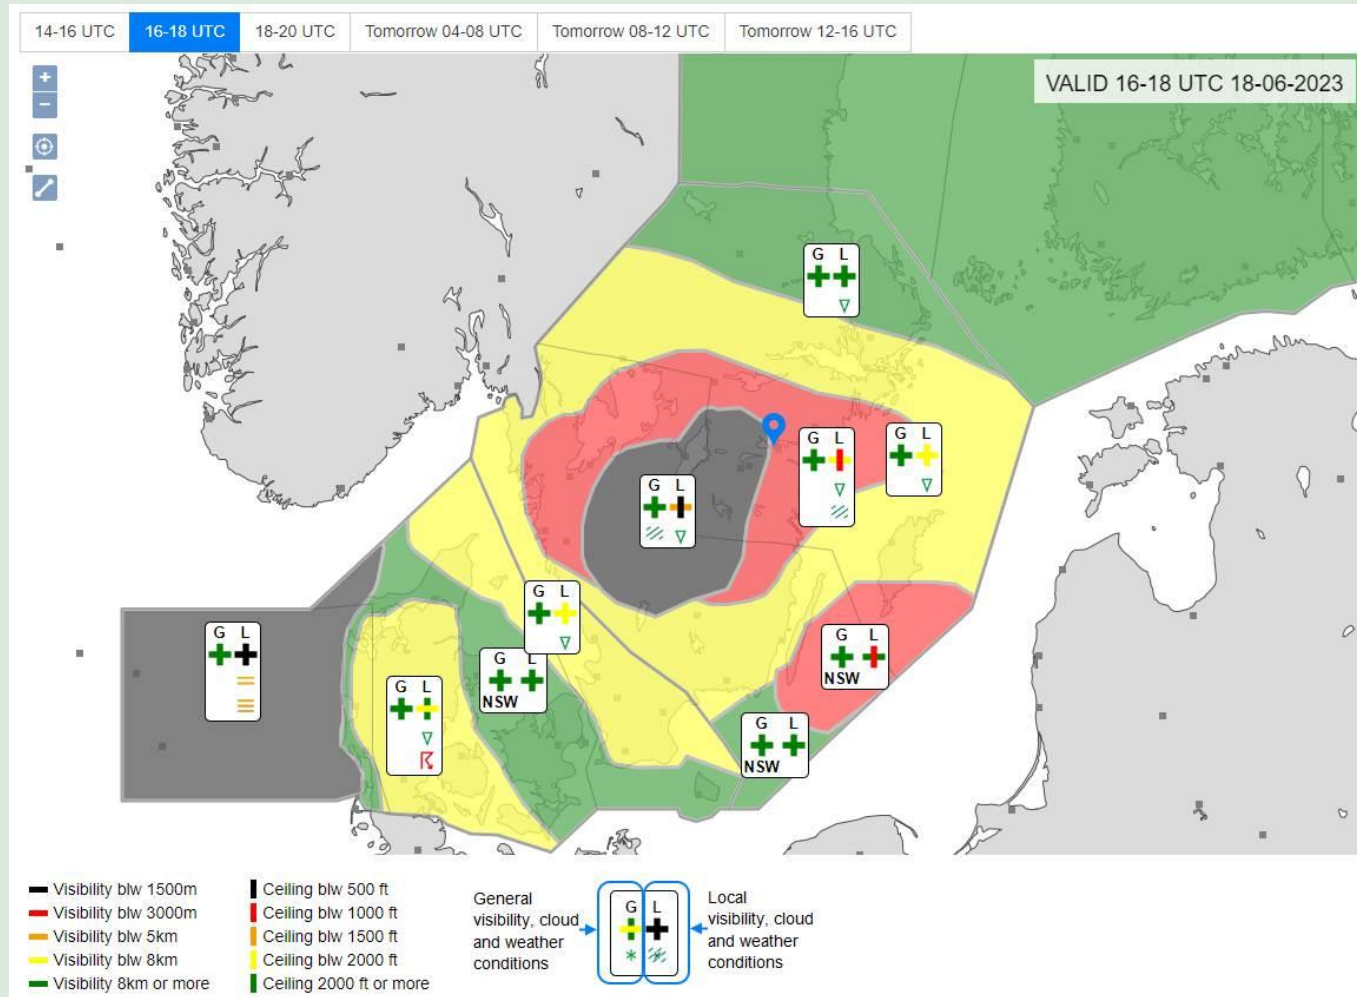 14-16 UTC
16-18 UTC
18-20 UTC
Tomorrow 04-08 UTC
Tomorrow 08-12 UTC
Tomorrow 12-16 UTC
+
−
VALID 16-18 UTC 18-06-2023
G L
G L
G L
G L
G L
G L
NSW
G L
NSW
G L
G L
G L
NSW
Visibility blw 1500m
Visibility blw 3000m
Visibility blw 5km
Visibility blw 8km
Visibility 8km or more
Ceiling blw 500 ft
Ceiling blw 1000 ft
Ceiling blw 1500 ft
Ceiling blw 2000 ft
Ceiling 2000 ft or more
General
visibility, cloud
and weather
conditions
G L
Local
visibility, cloud
and weather
conditions